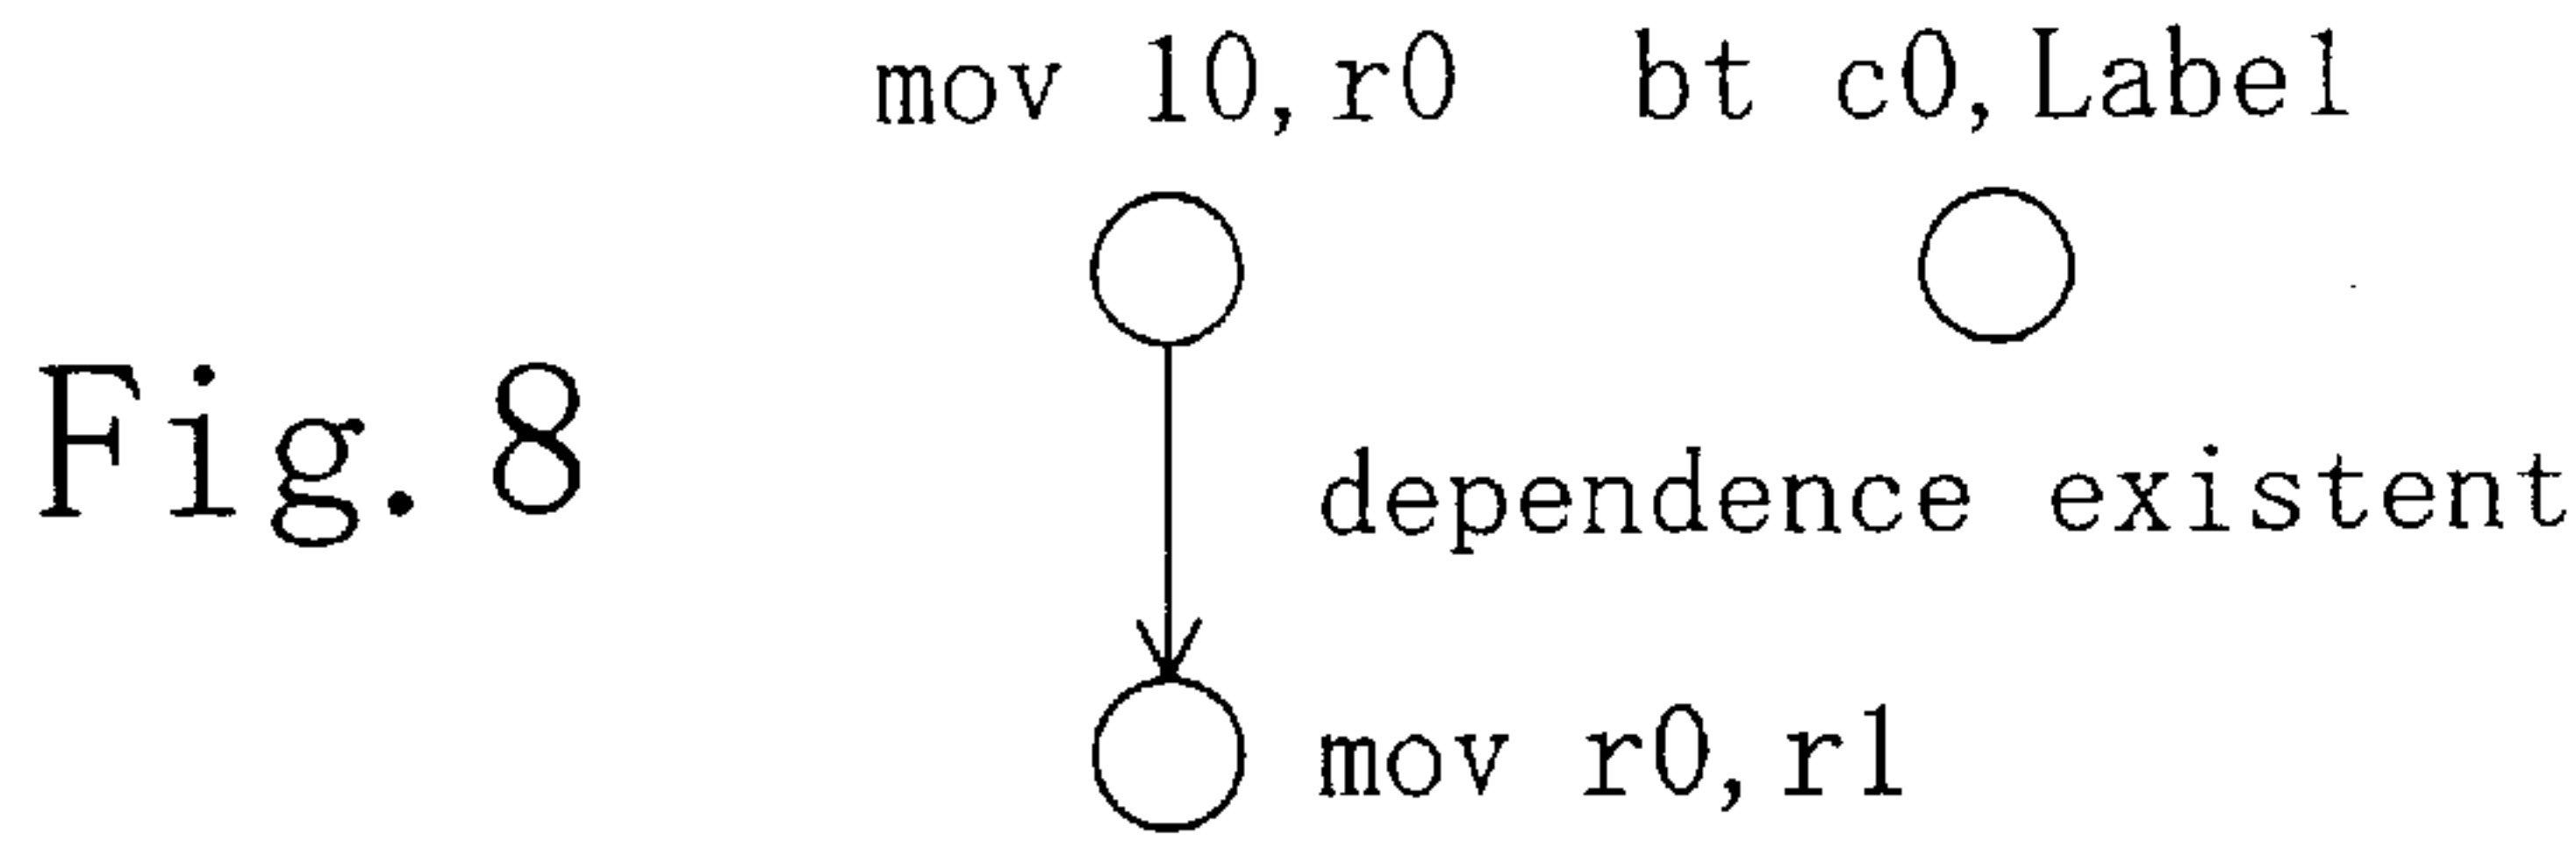 mov 10,r0 bt c0,Label
Fig.8
dependence existent
mov r0,r1